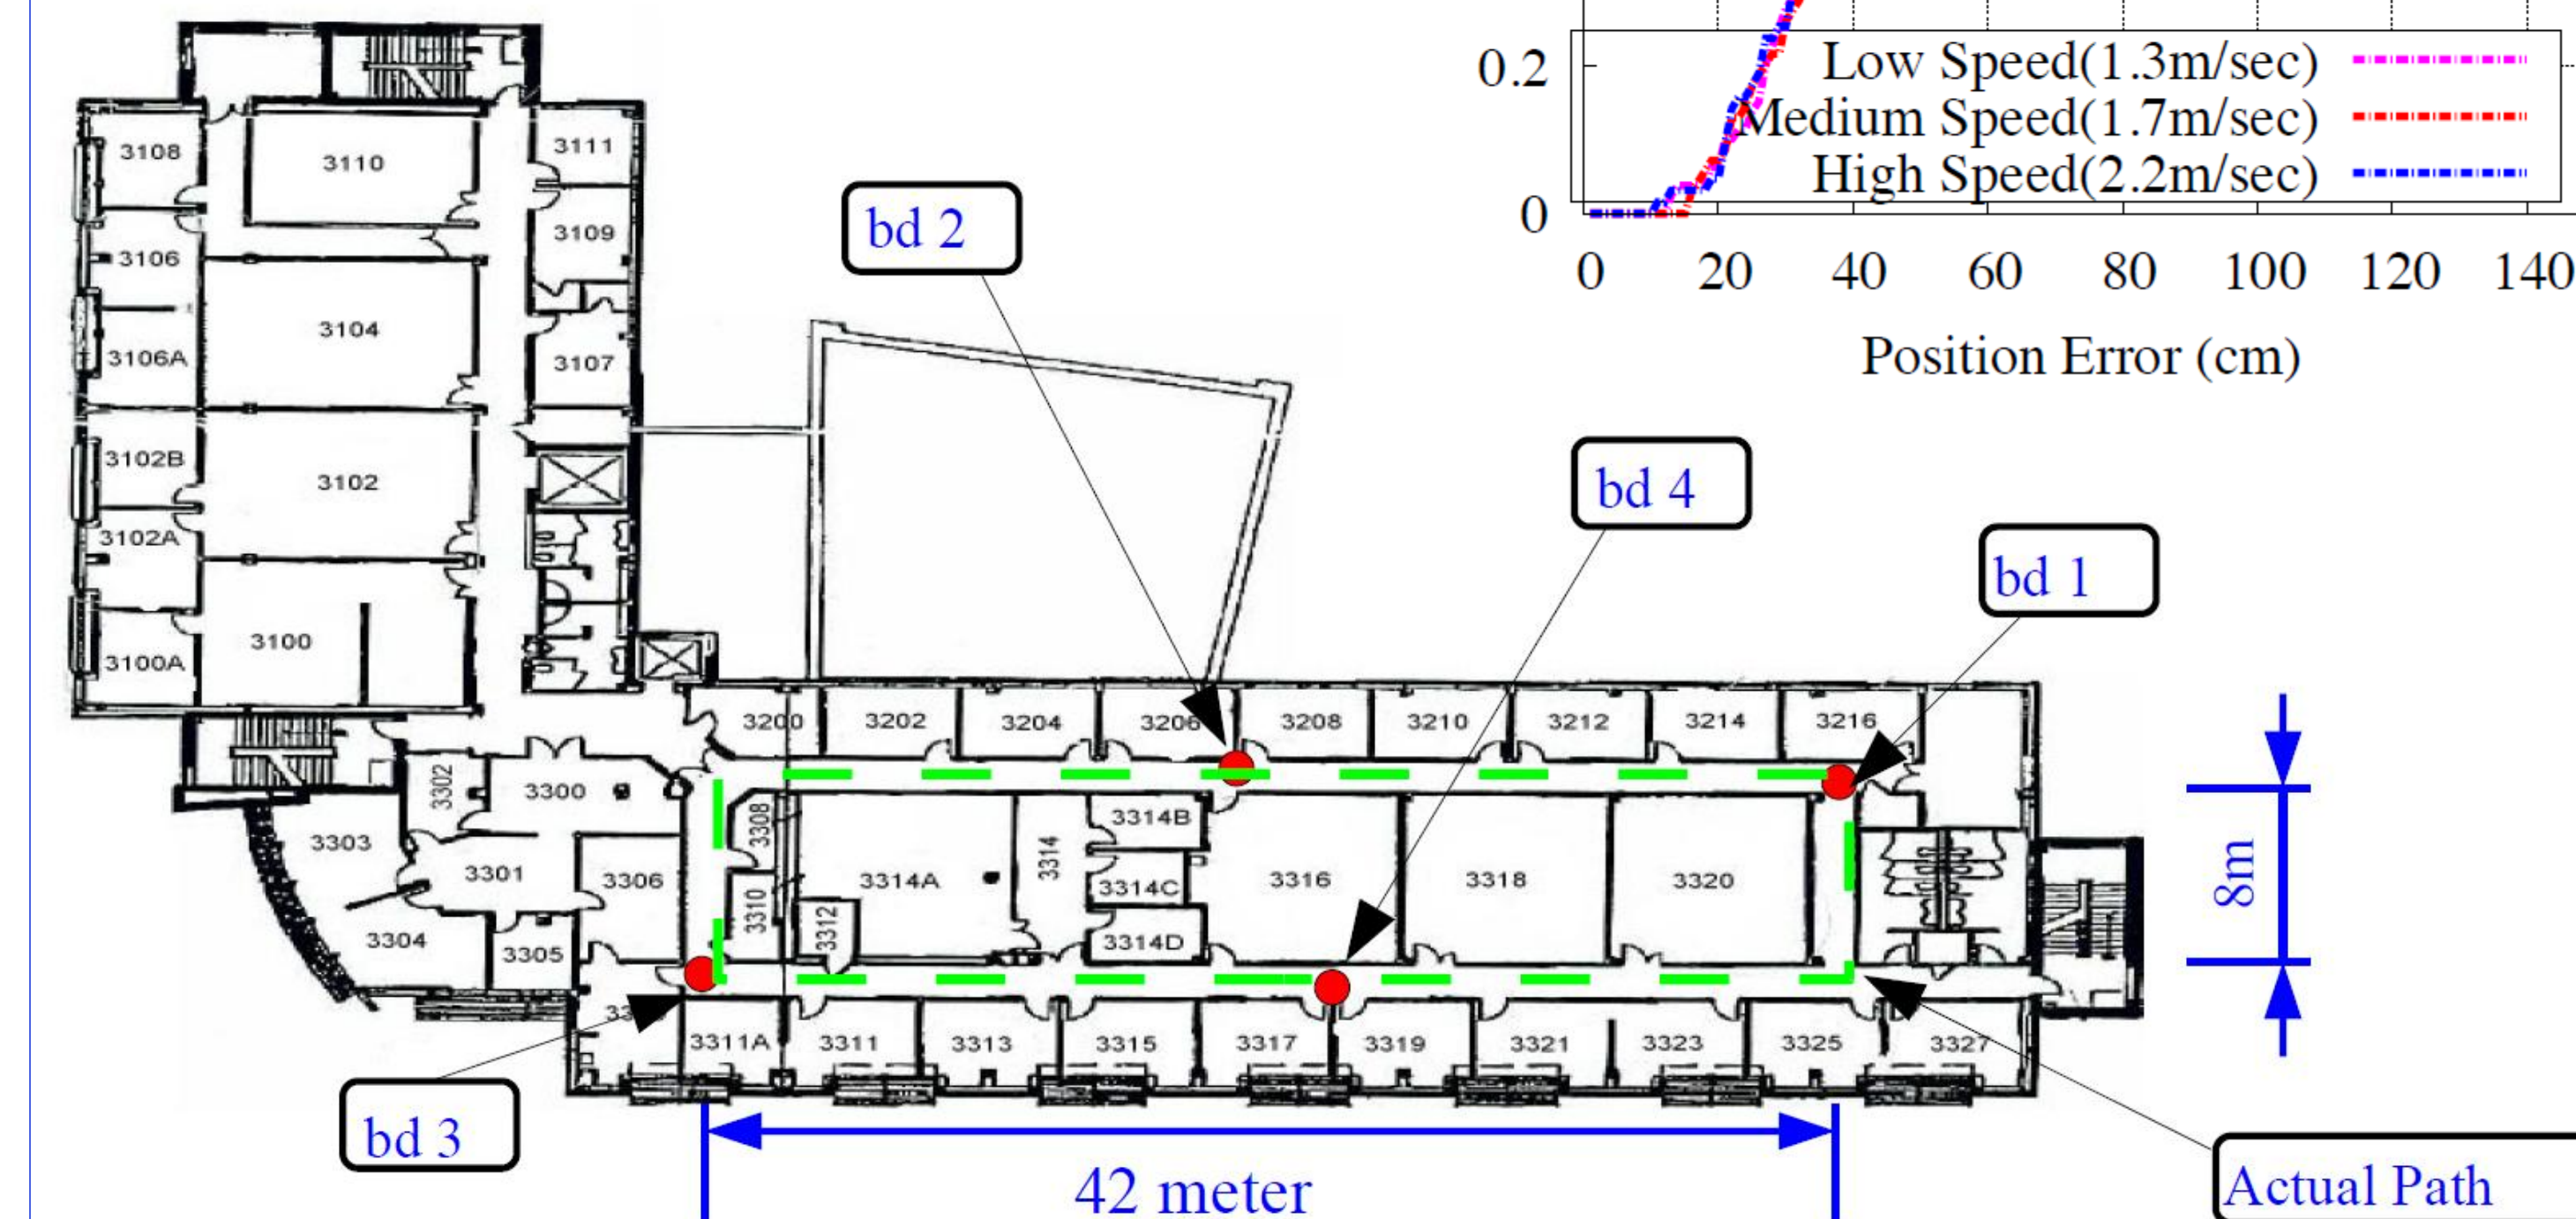 0.2
Low Speed(1.3m/sec)
Medium Speed(1.7m/sec)
High Speed(2.2m/sec)
0
0 20 40 60 80 100 120 140
Position Error (cm)
3108
3110
3111
bd 2
3109
3106
3104
3106A
3107
3102B
3102
bd 4
3102A
bd 1
3100
3100A
3200 3202 3204 3206 3208 3210 3212 3214 3216
3302
3300
3308
3314B
3303
3314
8m
3301
3306
3314A
3314C
3316
3318
3320
3310
3312
3304
3305
3314D
3311A 3311 3313 3315 3317 3319 3321 3323 3325 3327
bd 3
42 meter
Actual Path